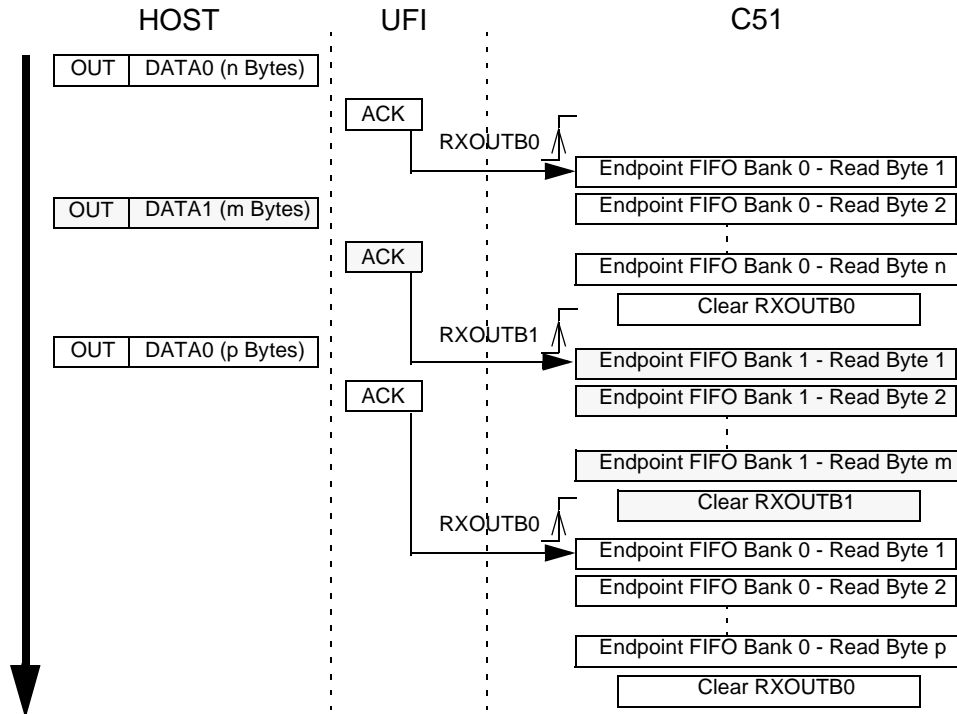 HOST UFI C51
OUT DATA0 (n Bytes)
ACK
RXOUTB0
Endpoint FIFO Bank 0 - Read Byte 1
OUT DATA1 (m Bytes)
Endpoint FIFO Bank 0 - Read Byte 2
ACK
Endpoint FIFO Bank 0 - Read Byte n
Clear RXOUTB0
RXOUTB1
OUT DATA0 (p Bytes)
Endpoint FIFO Bank 1 - Read Byte 1
ACK
Endpoint FIFO Bank 1 - Read Byte 2
Endpoint FIFO Bank 1 - Read Byte m
Clear RXOUTB1
RXOUTB0
Endpoint FIFO Bank 0 - Read Byte 1
Endpoint FIFO Bank 0 - Read Byte 2
Endpoint FIFO Bank 0 - Read Byte p
Clear RXOUTB0